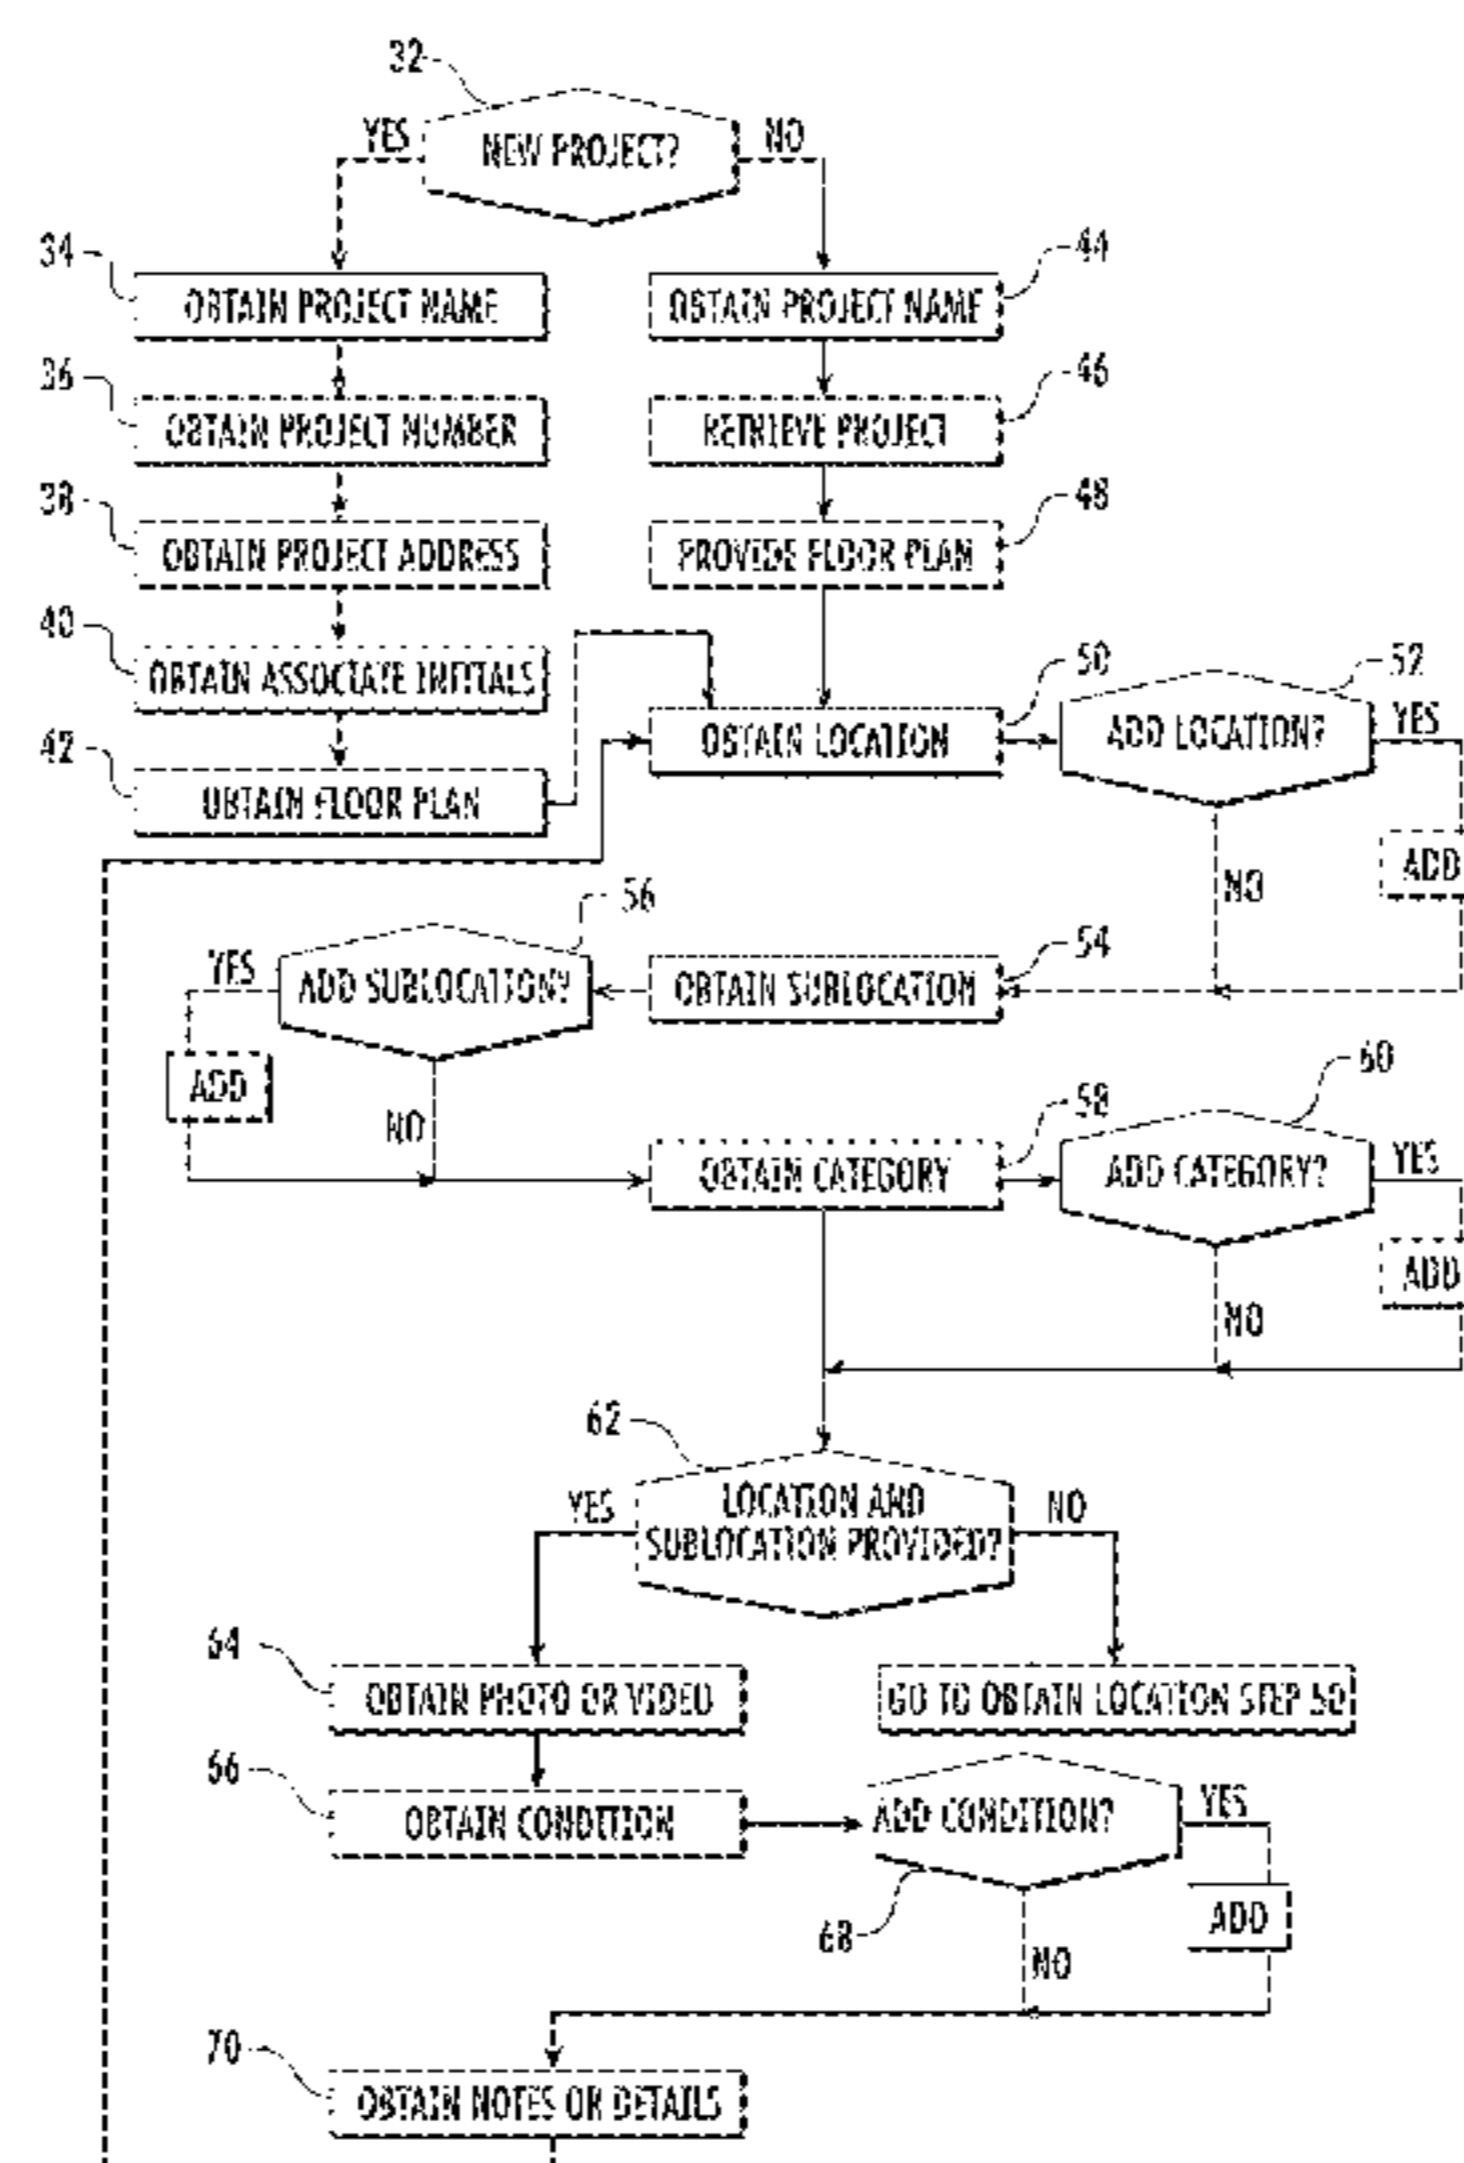 32
YES
NEW PROJECT?
NO
34
OBTAIN PROJECT NAME
OBTAIN PROJECT NAME
44
36
OBTAIN PROJECT NUMBER
RETRIEVE PROJECT
46
38
OBTAIN PROJECT ADDRESS
PROVIDE FLOOR PLAN
48
40
OBTAIN ASSOCIATE INITIALS
50
52
42
OBTAIN FLOOR PLAN
OBTAIN LOCATION
ADD LOCATION?
YES
ADD
NO
56
YES
ADD SUBLOCATION?
OBTAIN SUBLOCATION
54
ADD
NO
OBTAIN CATEGORY
58
60
ADD CATEGORY?
YES
ADD
NO
62
YES
LOCATION AND
SUBLOCATION PROVIDED?
NO
64
OBTAIN PHOTO OR VIDEO
GO TO OBTAIN LOCATION STEP 50
66
OBTAIN CONDITION
ADD CONDITION?
YES
68
ADD
NO
70
OBTAIN NOTES OR DETAILS